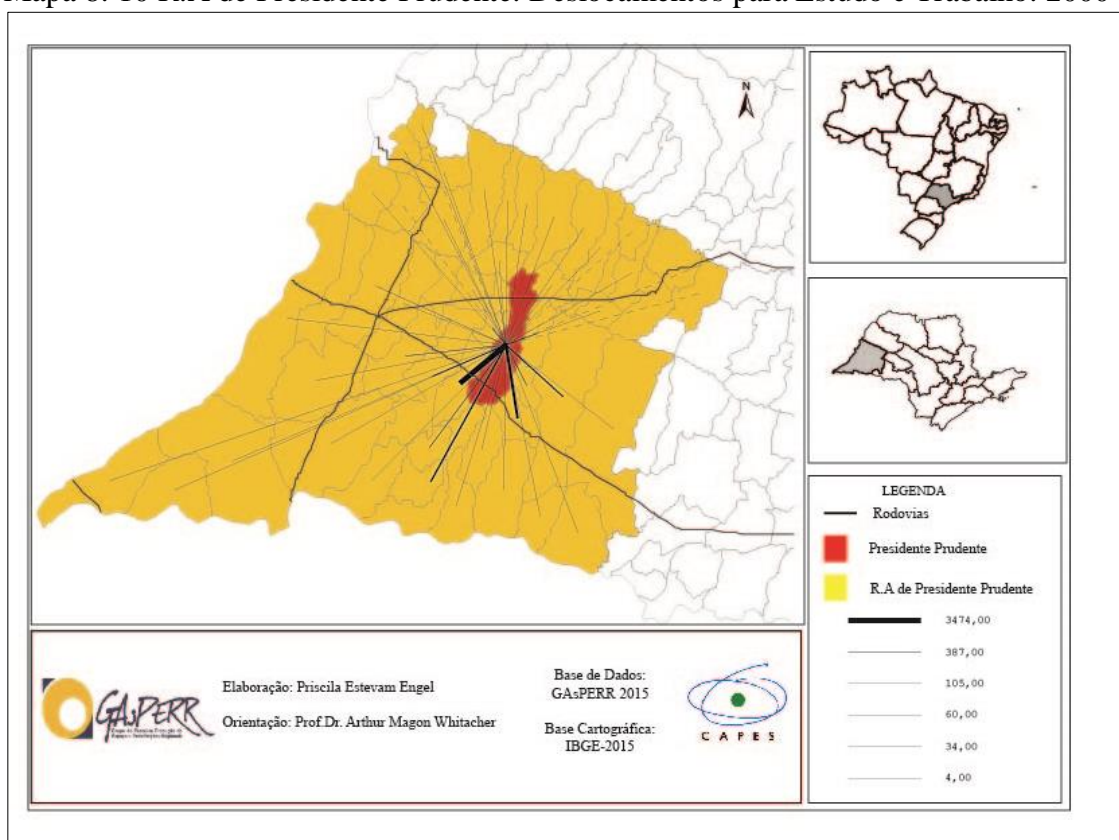 Mapa 8: 10ª R.A de Presidente Prudente: Deslocamentos para Estudo e Trabalho: 2000
N
LEGENDA
Rodovias
Presidente Prudente
R.A de Presidente Prudente
3474,00
387,00
105,00
60,00
34,00
4,00
GAsPERR
Elaboração: Priscila Estevam Engel
Orientação: Prof.Dr. Arthur Magon Whitacher
Base de Dados:
GAsPERR 2015
Base Cartográfica:
IBGE-2015
CAPES